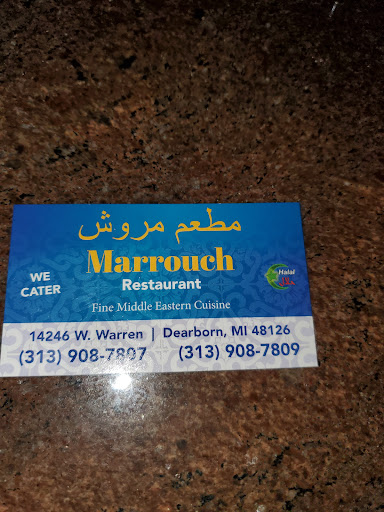 مطعم مروش
Marrouch
Restaurant
WE
CATER
Halal
حلال
Fine Middle Eastern Cuisine
14246 W. Warren | Dearborn, MI 48126
(313) 908-7807 (313) 908-7809